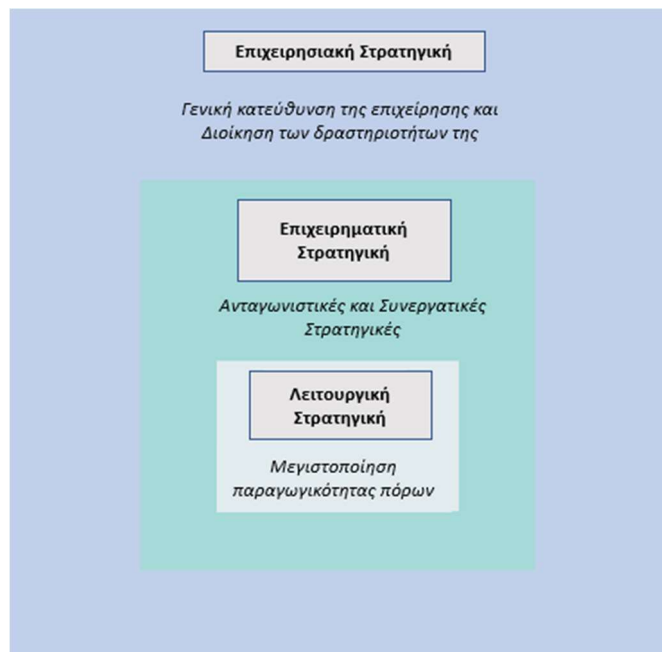 Επιχειρησιακή Στρατηγική
Γενική κατεύθυνση της επιχείρησης και
Διοίκηση των δραστηριοτήτων της
Επιχειρηματική
Στρατηγική
Ανταγωνιστικές και Συνεργατικές
Στρατηγικές
Λειτουργική
Στρατηγική
Μεγιστοποίηση
παραγωγικότητας πόρων